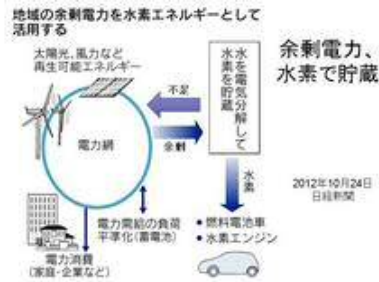 地域の余剰電力を水素エネルギーとして
活用する
太陽光、風力など
再生可能エネルギー
電力網
不足
余剰
水を電気分解して
水素を貯蔵
水素
電力需給の負荷
平準化(蓄電池)
電力消費
(家庭・企業など)
• 燃料電池車
• 水素エンジン
余剰電力、
水素で貯蔵
2012年10月24日
日経新聞